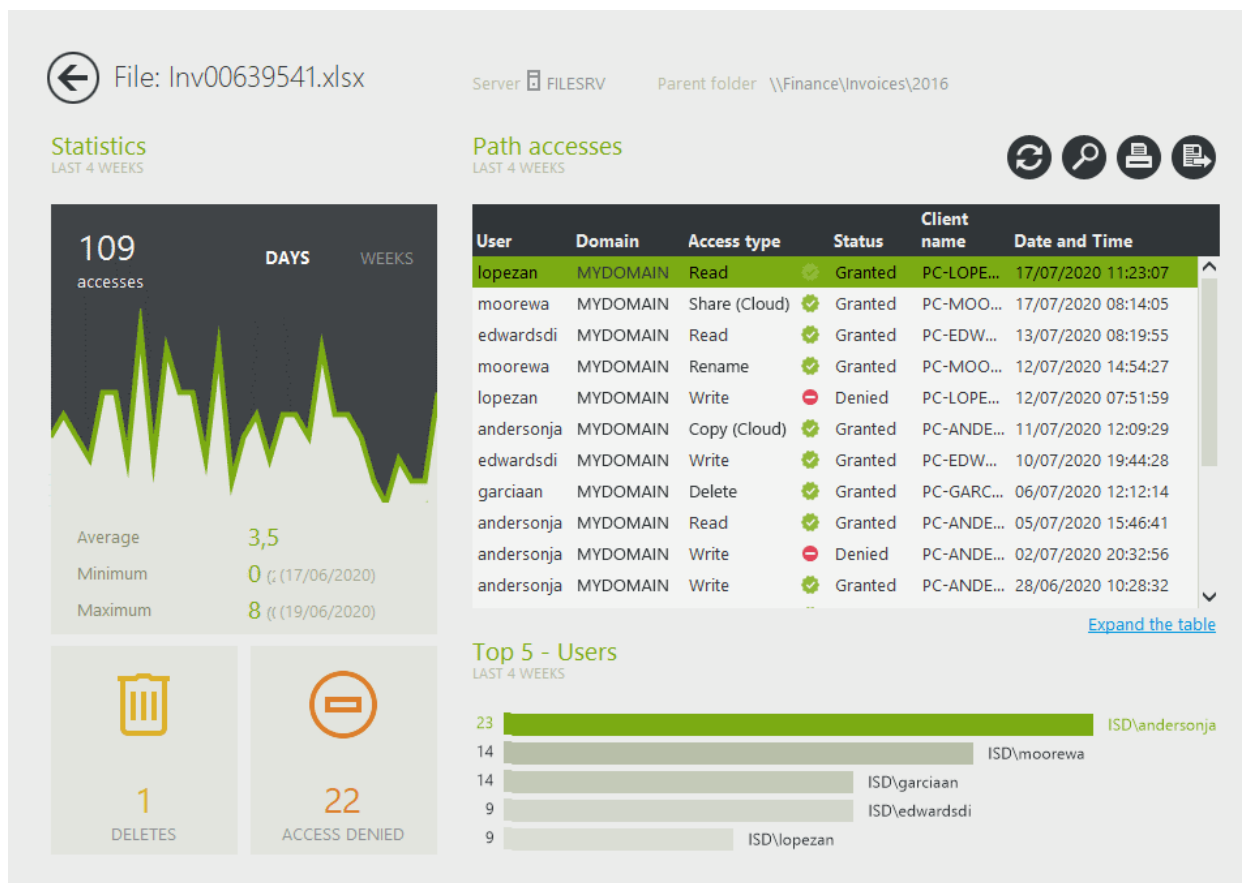 File: Inv00639541.xlsx
Server FILESRV Parent folder \\Finance\Invoices\2016
Statistics
LAST 4 WEEKS
109
accesses
DAYS WEEKS
Average 3,5
Minimum 0 (17/06/2020)
Maximum 8 (19/06/2020)
1
DELETES
22
ACCESS DENIED
Path accesses
LAST 4 WEEKS
User Domain Access type Status Client name Date and Time
lopezan MYDOMAIN Read Granted PC-LOPE... 17/07/2020 11:23:07
moorewa MYDOMAIN Share (Cloud) Granted PC-MOO... 17/07/2020 08:14:05
edwardsdi MYDOMAIN Read Granted PC-EDW... 13/07/2020 08:19:55
moorewa MYDOMAIN Rename Granted PC-MOO... 12/07/2020 14:54:27
lopezan MYDOMAIN Write Denied PC-LOPE... 12/07/2020 07:51:59
andersonja MYDOMAIN Copy (Cloud) Granted PC-ANDE... 11/07/2020 12:09:29
edwardsdi MYDOMAIN Write Granted PC-EDW... 10/07/2020 19:44:28
garciaan MYDOMAIN Delete Granted PC-GARC... 06/07/2020 12:12:14
andersonja MYDOMAIN Read Granted PC-ANDE... 05/07/2020 15:46:41
andersonja MYDOMAIN Write Denied PC-ANDE... 02/07/2020 20:32:56
andersonja MYDOMAIN Write Granted PC-ANDE... 28/06/2020 10:28:32
Expand the table
Top 5 - Users
LAST 4 WEEKS
23 ISD\andersonja
14 ISD\moorewa
14 ISD\garciaan
9 ISD\edwardsdi
9 ISD\lopezan